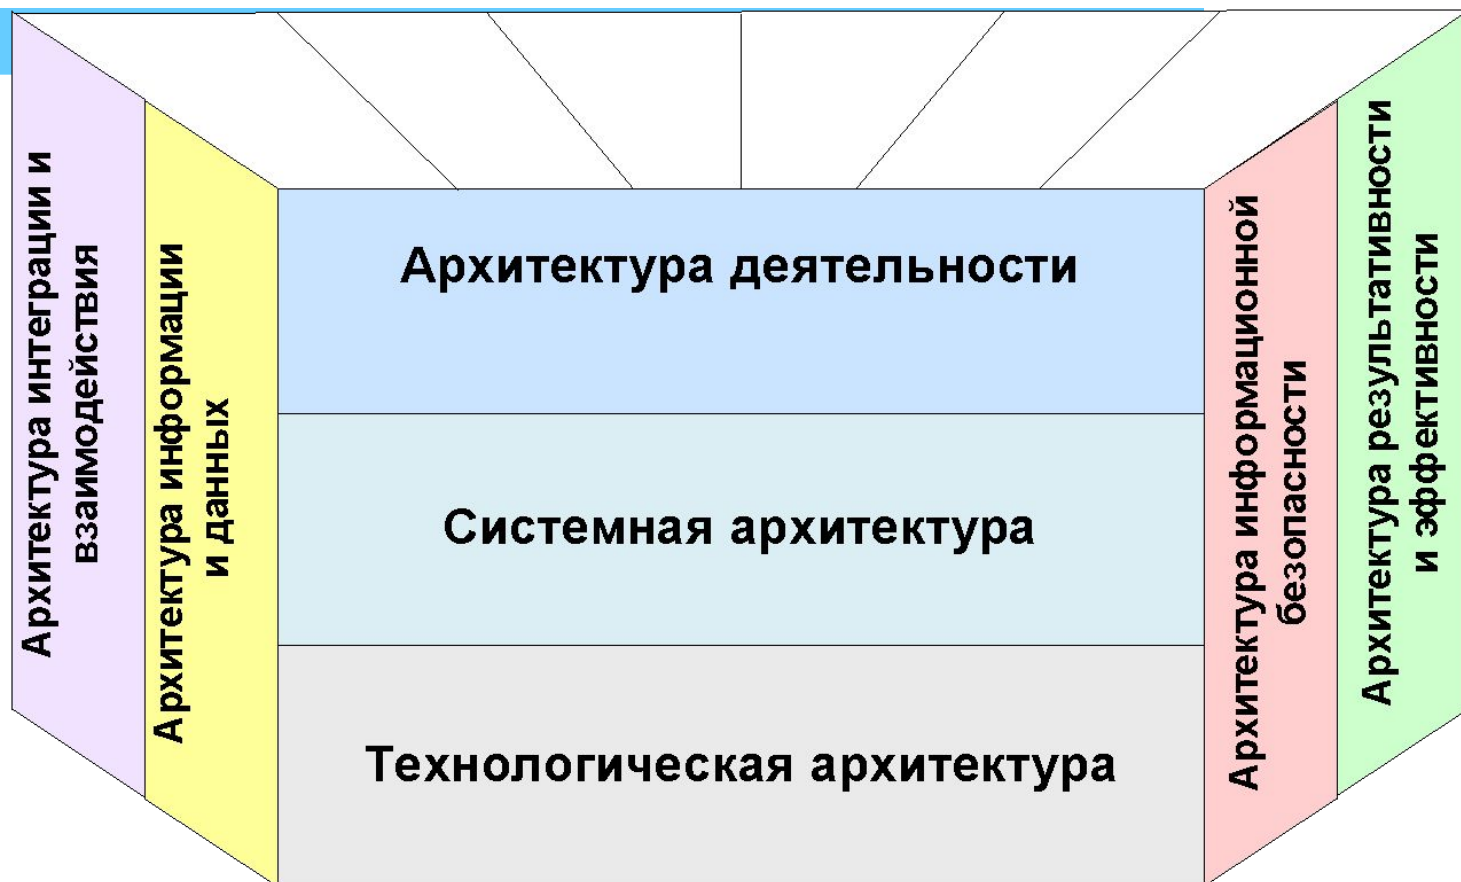 Архитектура интеграции и
взаимодействия
Архитектура информации
и данных
Архитектура деятельности
Системная архитектура
Технологическая архитектура
Архитектура информационной
безопасности
Архитектура результативности
и эффективности